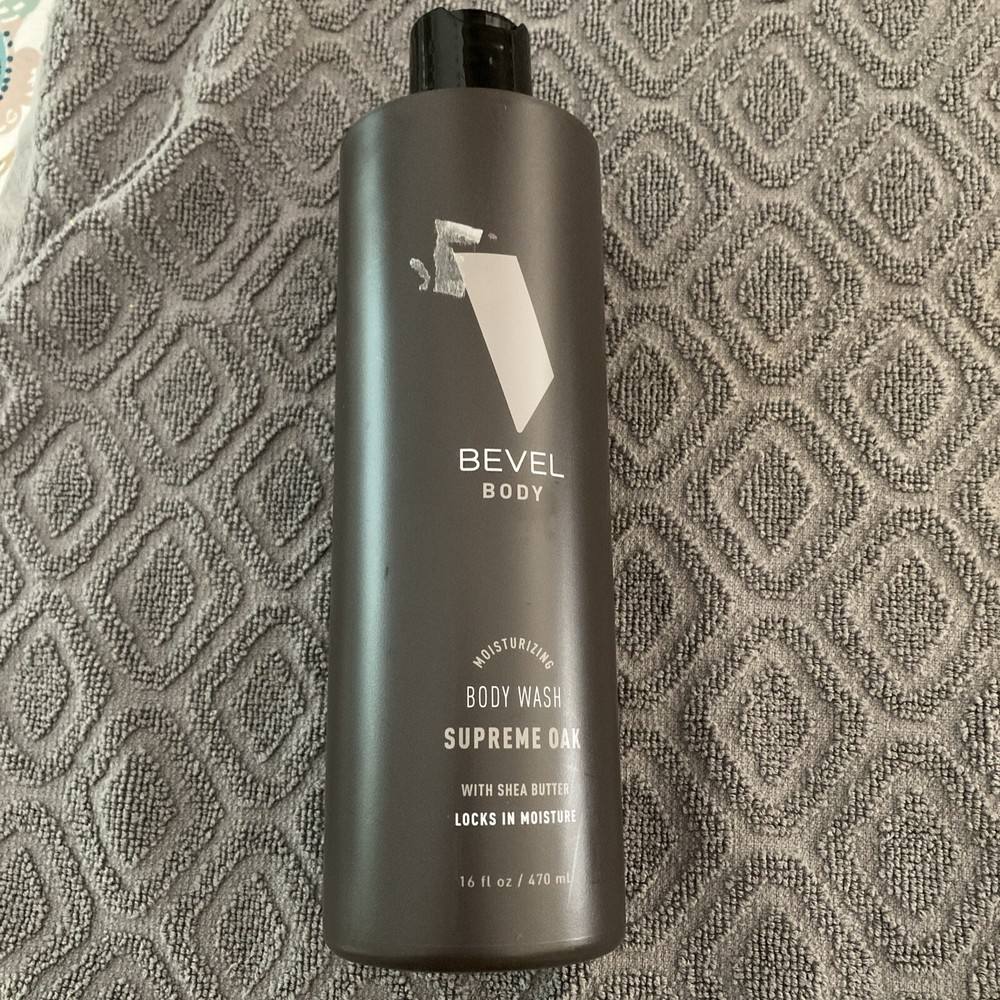 BEVEL
BODY
MOISTURIZING
BODY WASH
SUPREME OAK
WITH SHEA BUTTER
LOCKS IN MOISTURE
16 fl oz / 470 mL